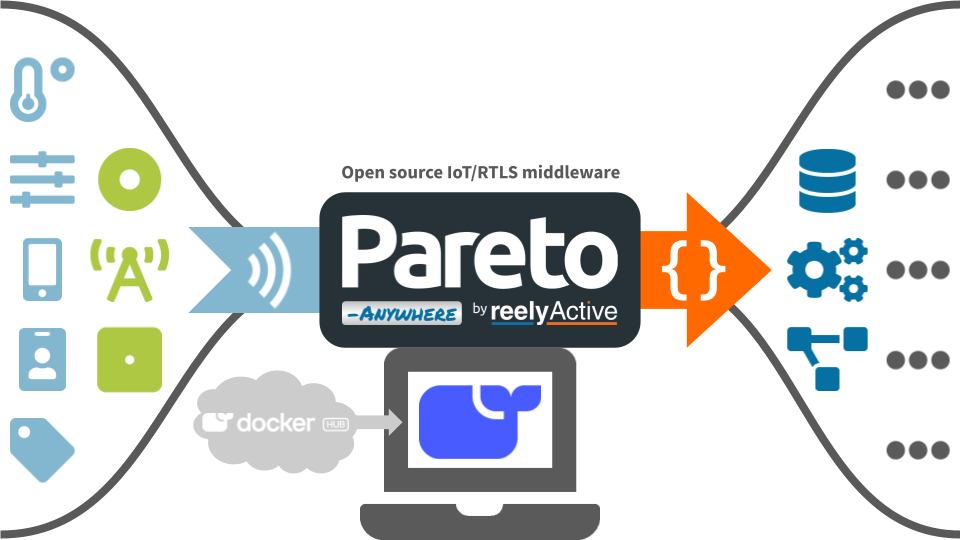 Open source IoT/RTLS middleware
Pareto
-ANYWHERE by reelyActive
{}
docker HUB